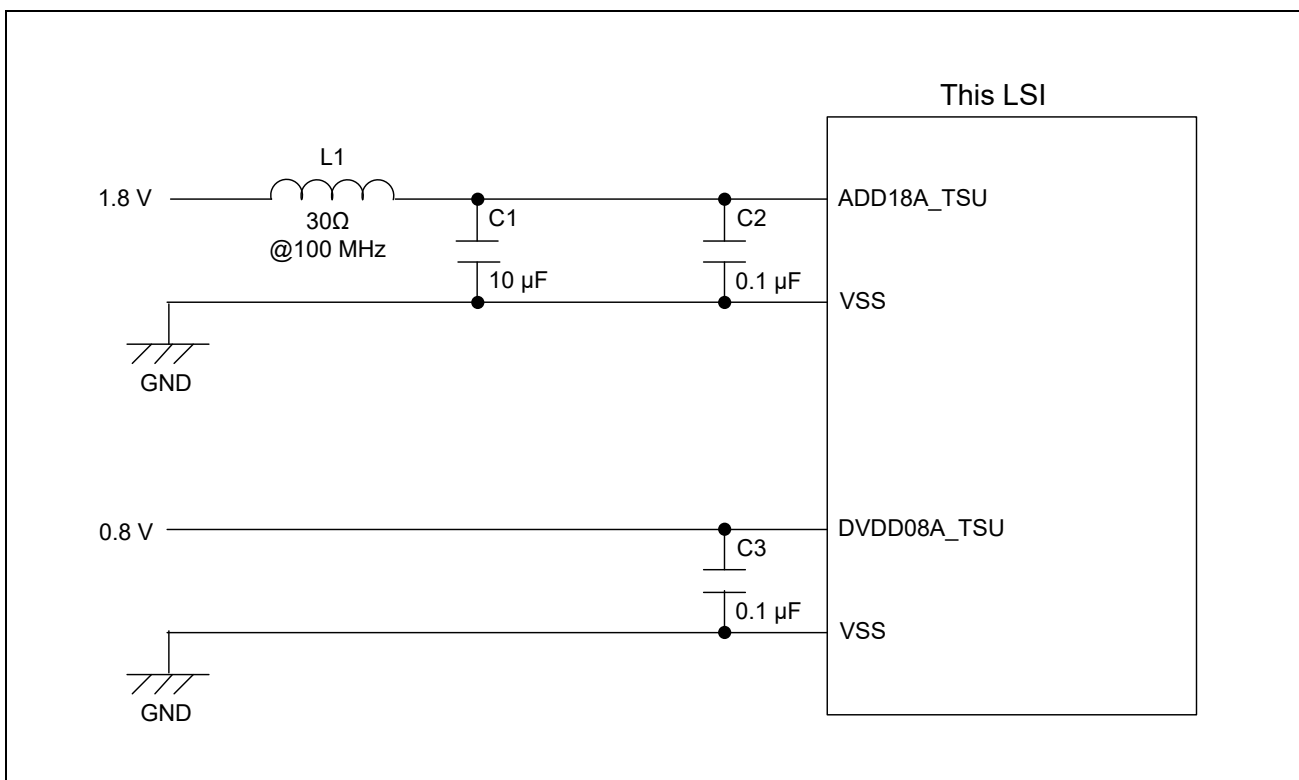 This LSI
L1
1.8 V
30Ω
@100 MHz
C1
10 µF
C2
0.1 µF
ADD18A_TSU
VSS
GND
0.8 V
C3
0.1 µF
DVDD08A_TSU
VSS
GND